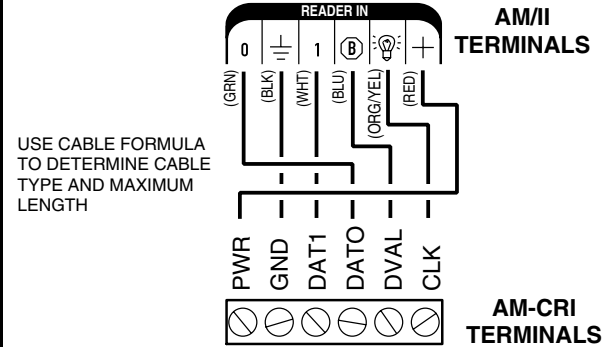 READER IN
AM/II
TERMINALS
0 1 B +
(GRN) (BLK) (WHT) (BLU) (ORG/YEL) (RED)
USE CABLE FORMULA
TO DETERMINE CABLE
TYPE AND MAXIMUM
LENGTH
PWR GND DAT1 DATO DVAL CLK
AM-CRI
TERMINALS